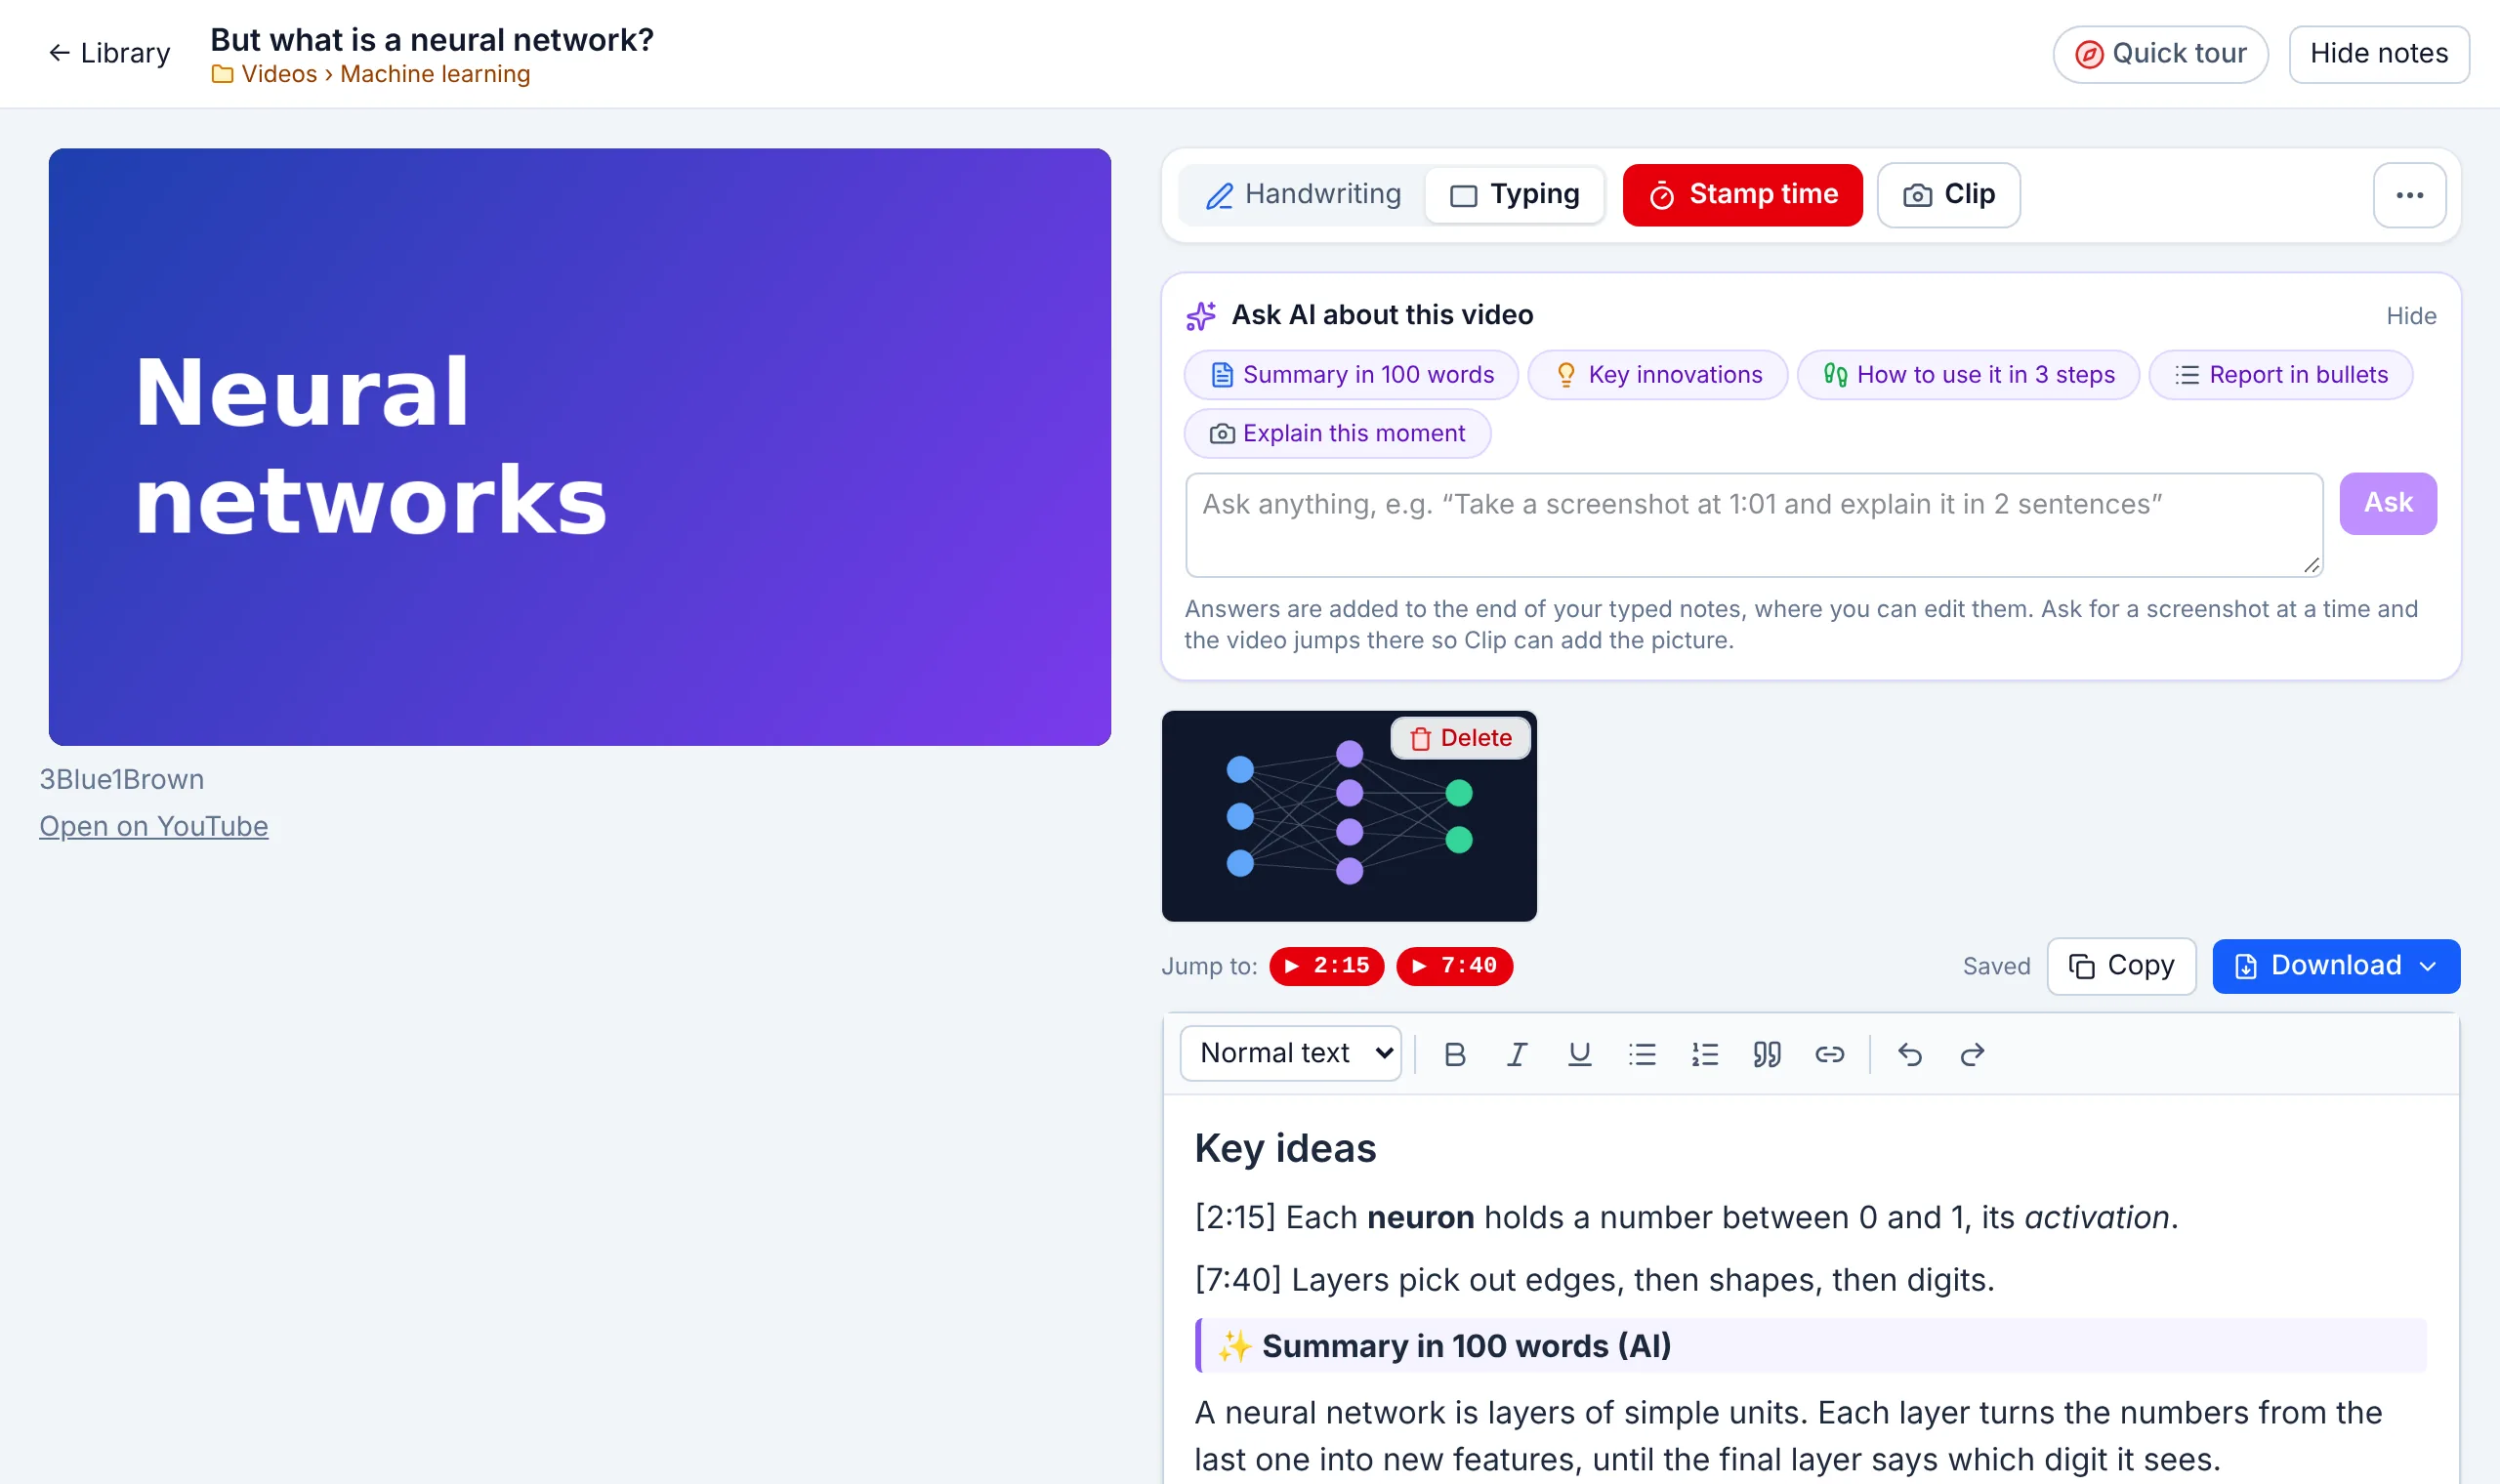 Library
But what is a neural network?
Videos › Machine learning
Quick tour
Hide notes
Neural
networks
3Blue1Brown
Open on YouTube
Handwriting
Typing
Stamp time
Clip
Ask AI about this video
Hide
Summary in 100 words
Key innovations
How to use it in 3 steps
Report in bullets
Explain this moment
Ask anything, e.g. “Take a screenshot at 1:01 and explain it in 2 sentences”
Ask
Answers are added to the end of your typed notes, where you can edit them. Ask for a screenshot at a time and
the video jumps there so Clip can add the picture.
Delete
Jump to: 2:15 7:40
Saved
Copy
Download
Normal text
Key ideas
[2:15] Each neuron holds a number between 0 and 1, its activation.
[7:40] Layers pick out edges, then shapes, then digits.
✨ Summary in 100 words (AI)
A neural network is layers of simple units. Each layer turns the numbers from the
last one into new features, until the final layer says which digit it sees.